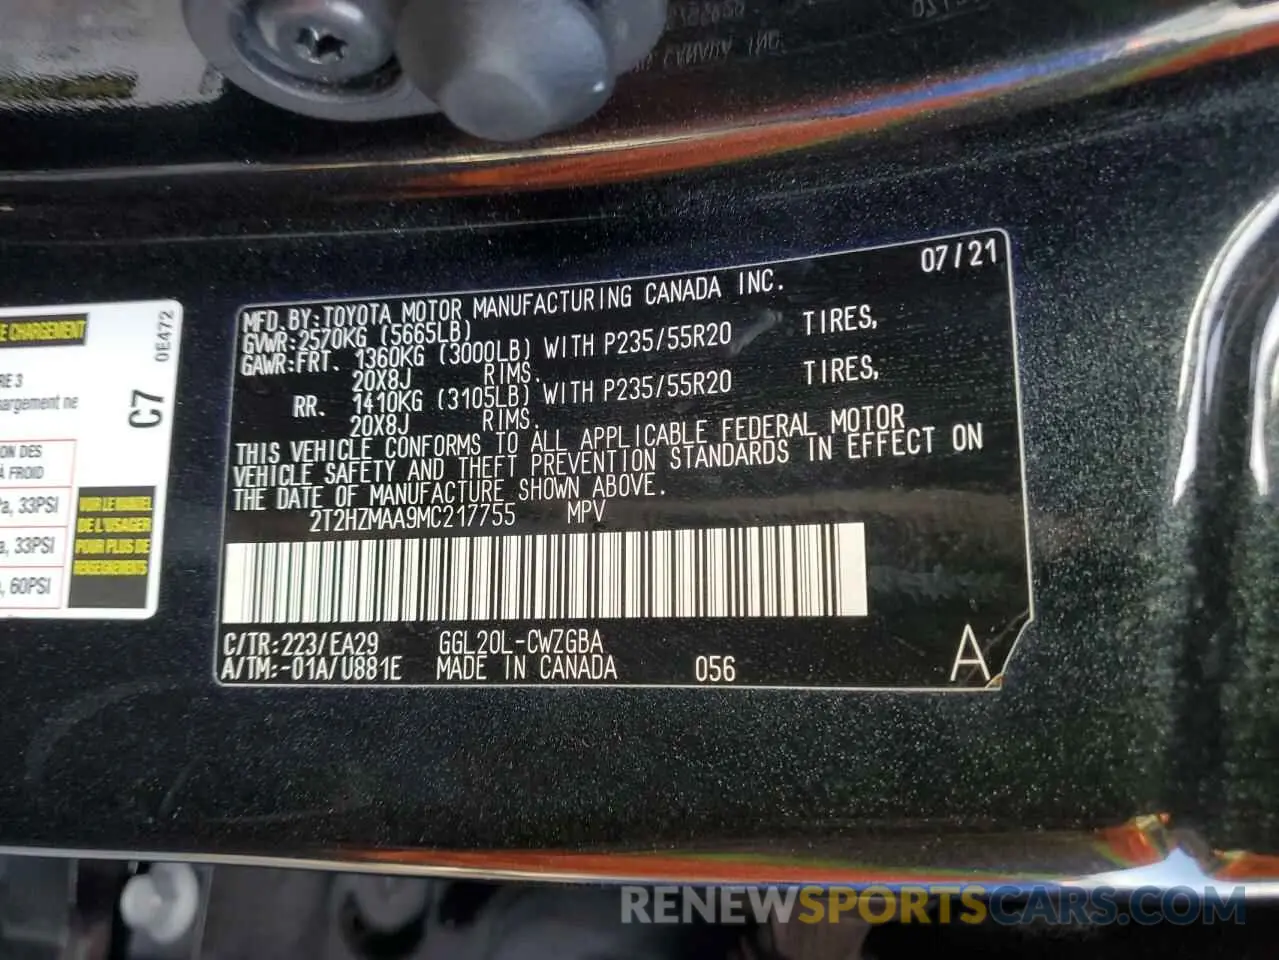 07/21
MFD. BY: TOYOTA MOTOR MANUFACTURING CANADA INC.
GVWR: 2570KG (5665LB)
GAWR: FRT. 1360KG (3000LB) WITH P235/55R20 TIRES,
20X8J RIMS.
RR. 1410KG (3105LB) WITH P235/55R20 TIRES,
20X8J RIMS.
THIS VEHICLE CONFORMS TO ALL APPLICABLE FEDERAL MOTOR
VEHICLE SAFETY AND THEFT PREVENTION STANDARDS IN EFFECT ON
THE DATE OF MANUFACTURE SHOWN ABOVE.
2T2HZMAA9MC217755 MPV
C/TR: 223/EA29 GGL20L-CWZGBA
A/TM: -01A/U881E MADE IN CANADA 056
A
CHARGEMENT
0E472
C7
RE 3
ne
DES
À FROID
33PSI
33PSI
60PSI
VOIR LE MANUEL
DE L'USAGER
POUR PLUS DE
RENSEIGNEMENTS
RENEWSPORTSCARS.COM